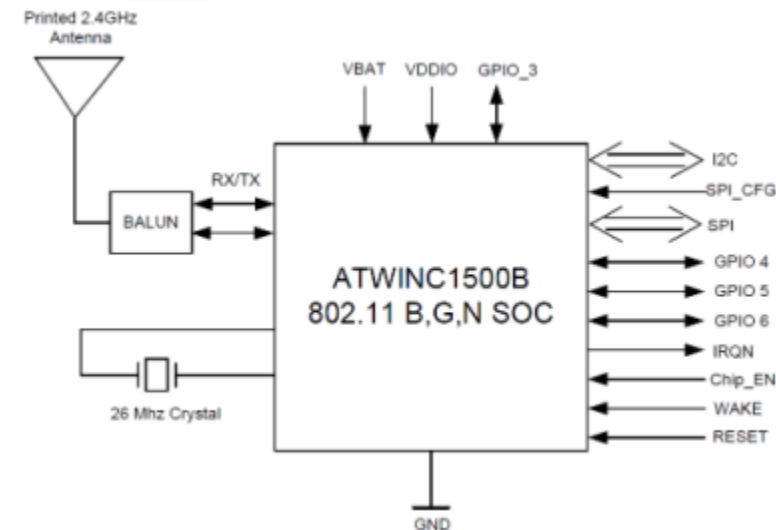 Printed 2.4GHz
Antenna
VBAT VDDIO GPIO_3
RX/TX
BALUN
I2C
SPI_CFG
SPI
GPIO 4
GPIO 5
GPIO 6
IRQN
Chip_EN
WAKE
RESET
ATWINC1500B
802.11 B,G,N SOC
26 Mhz Crystal
GND